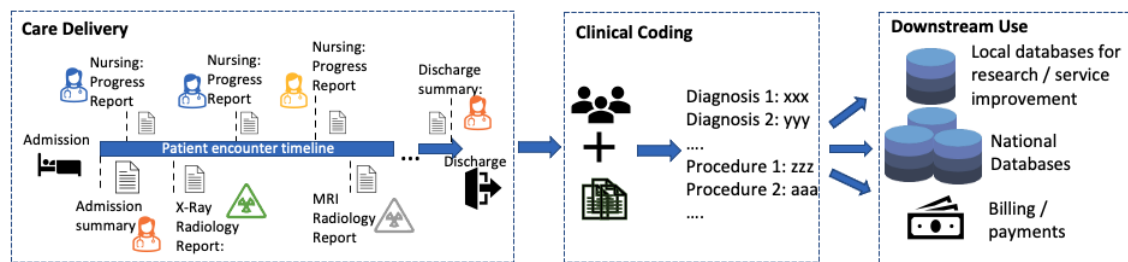 Care Delivery
Nursing:
Progress
Report
Nursing:
Progress
Report
Nursing:
Progress
Report
Discharge
summary:
Admission
Patient encounter timeline
...
Discharge
Admission
summary
X-Ray
Radiology
Report:
MRI
Radiology
Report
Clinical Coding
Diagnosis 1: xxx
Diagnosis 2: yyy
....
Procedure 1: zzz
Procedure 2: aaa
....
Downstream Use
Local databases for
research / service
improvement
National
Databases
Billing /
payments